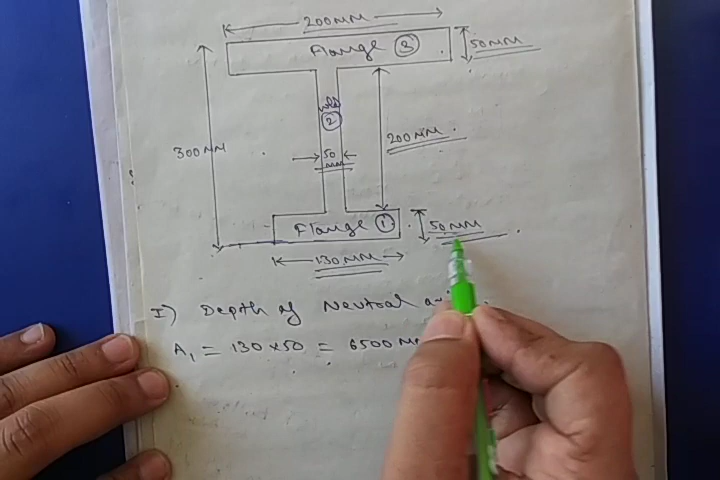 200MM
Flange 3
50MM
Web
2
200MM.
300MM
50
MM
Flange 1
50MM
130MM
I) Depth of Neutral
A1 = 130 x 50 = 6500